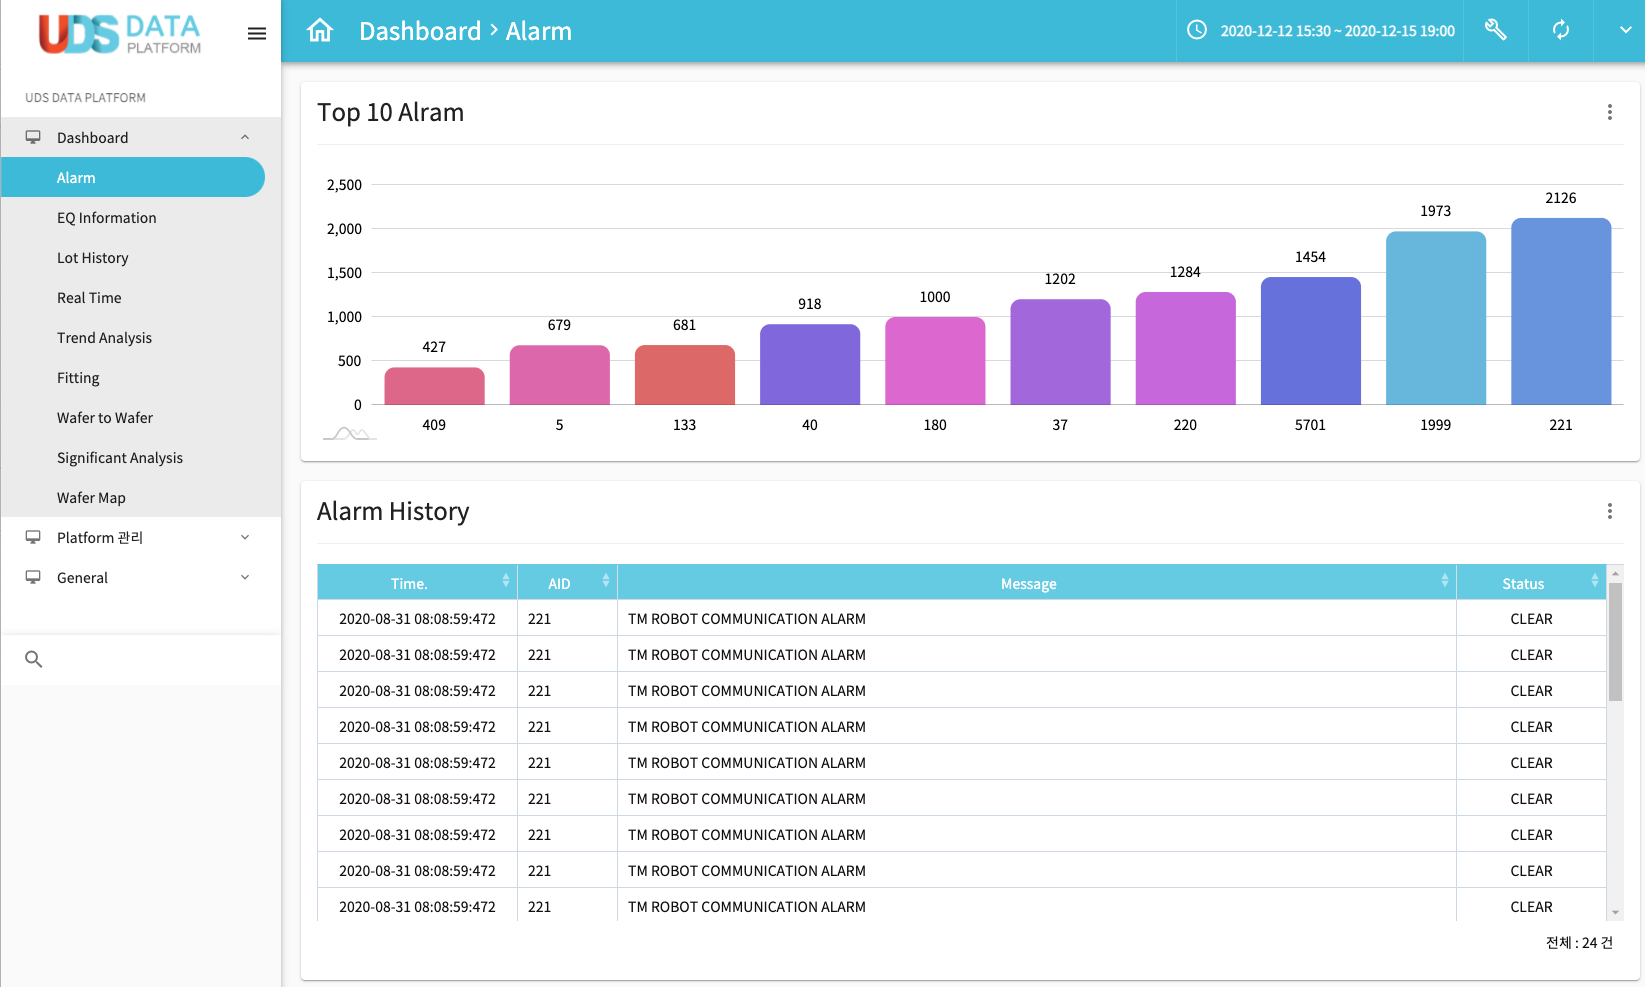 UDS DATA
PLATFORM
Dashboard > Alarm
2020-12-12 15:30 ~ 2020-12-15 19:00
UDS DATA PLATFORM
Dashboard
Alarm
EQ Information
Lot History
Real Time
Trend Analysis
Fitting
Wafer to Wafer
Significant Analysis
Wafer Map
Platform 관리
General
Top 10 Alram
2,500
2,000
1,500
1,000
500
0
427
679
681
918
1000
1202
1284
1454
1973
2126
409
5
133
40
180
37
220
5701
1999
221
Alarm History
Time. AID Message Status
2020-08-31 08:08:59:472 221 TM ROBOT COMMUNICATION ALARM CLEAR
2020-08-31 08:08:59:472 221 TM ROBOT COMMUNICATION ALARM CLEAR
2020-08-31 08:08:59:472 221 TM ROBOT COMMUNICATION ALARM CLEAR
2020-08-31 08:08:59:472 221 TM ROBOT COMMUNICATION ALARM CLEAR
2020-08-31 08:08:59:472 221 TM ROBOT COMMUNICATION ALARM CLEAR
2020-08-31 08:08:59:472 221 TM ROBOT COMMUNICATION ALARM CLEAR
2020-08-31 08:08:59:472 221 TM ROBOT COMMUNICATION ALARM CLEAR
2020-08-31 08:08:59:472 221 TM ROBOT COMMUNICATION ALARM CLEAR
2020-08-31 08:08:59:472 221 TM ROBOT COMMUNICATION ALARM CLEAR
전체 : 24 건